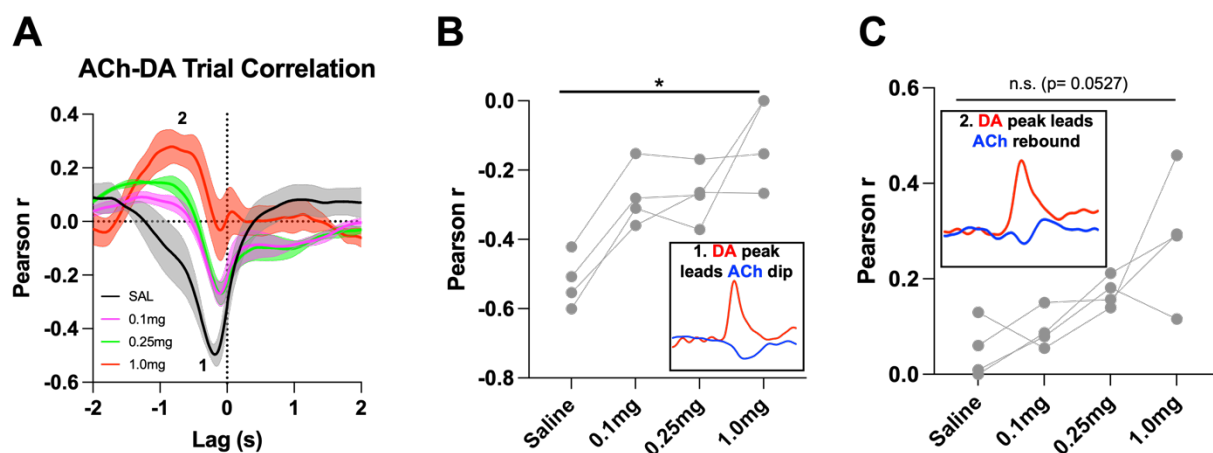 A
ACh-DA Trial Correlation
Pearson r
0.4
0.2
0.0
-0.2
-0.4
-0.6
2
1
SAL
0.1mg
0.25mg
1.0mg
-2
-1
0
1
2
Lag (s)
B
*
Pearson r
0.0
-0.2
-0.4
-0.6
-0.8
1. DA peak
leads ACh dip
Saline
0.1mg
0.25mg
1.0mg
C
n.s. (p= 0.0527)
Pearson r
0.6
0.4
0.2
0.0
2. DA peak leads
ACh rebound
Saline
0.1mg
0.25mg
1.0mg